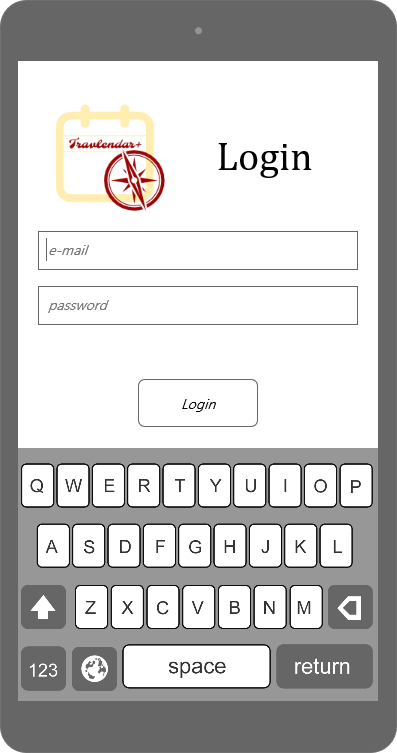 Travlendar+
Login
e-mail
password
Login
Q W E R T Y U I O P
A S D F G H J K L
Z X C V B N M
123 space return